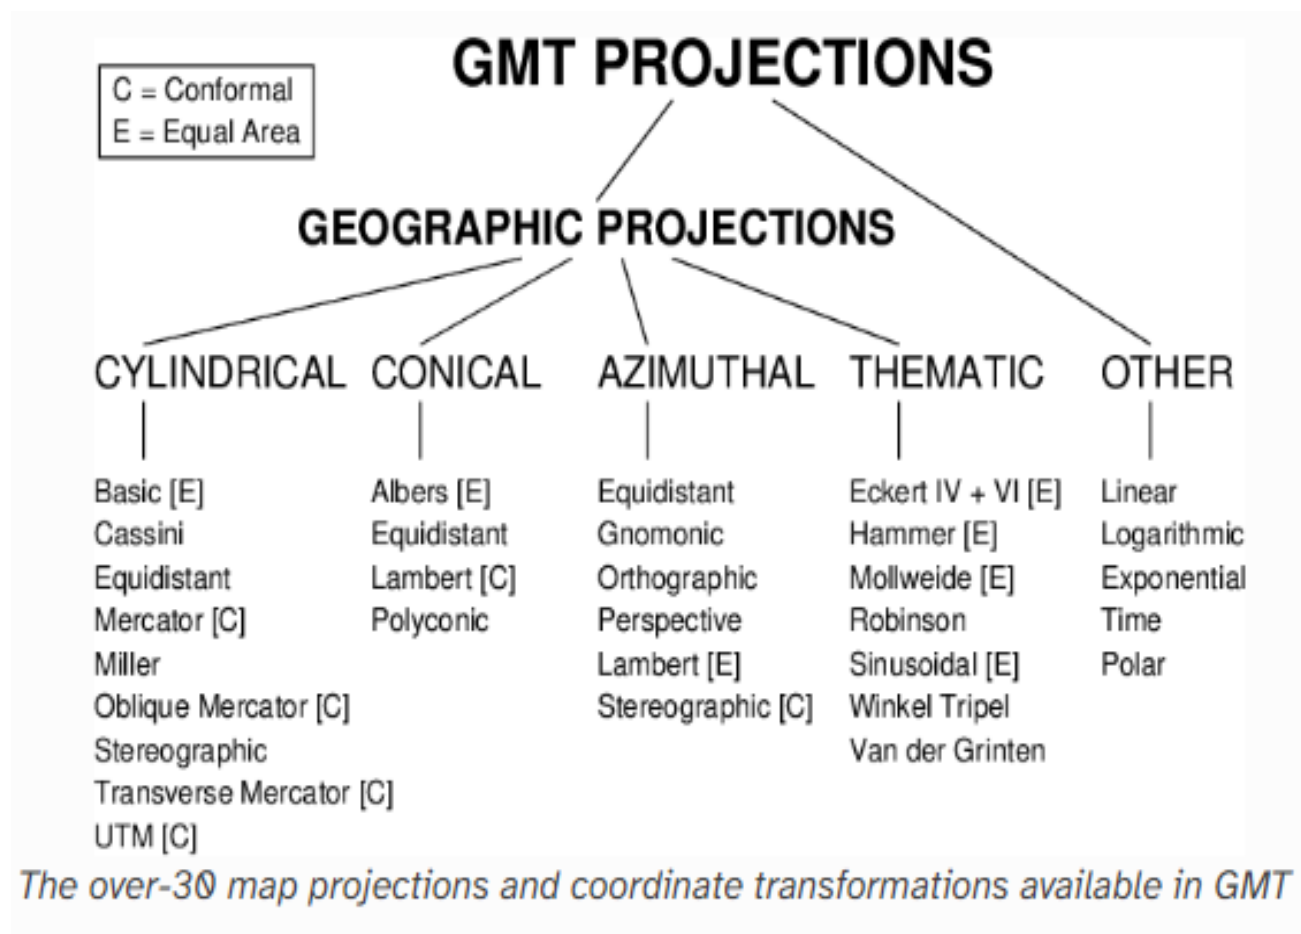 GMT PROJECTIONS
C = Conformal
E = Equal Area
GEOGRAPHIC PROJECTIONS
CYLINDRICAL
Basic [E]
Cassini
Equidistant
Mercator [C]
Miller
Oblique Mercator [C]
Stereographic
Transverse Mercator [C]
UTM [C]
CONICAL
Albers [E]
Equidistant
Lambert [C]
Polyconic
AZIMUTHAL
Equidistant
Gnomonic
Orthographic
Perspective
Lambert [E]
Stereographic [C]
THEMATIC
Eckert IV + VI [E]
Hammer [E]
Mollweide [E]
Robinson
Sinusoidal [E]
Winkel Tripel
Van der Grinten
OTHER
Linear
Logarithmic
Exponential
Time
Polar
The over-30 map projections and coordinate transformations available in GMT